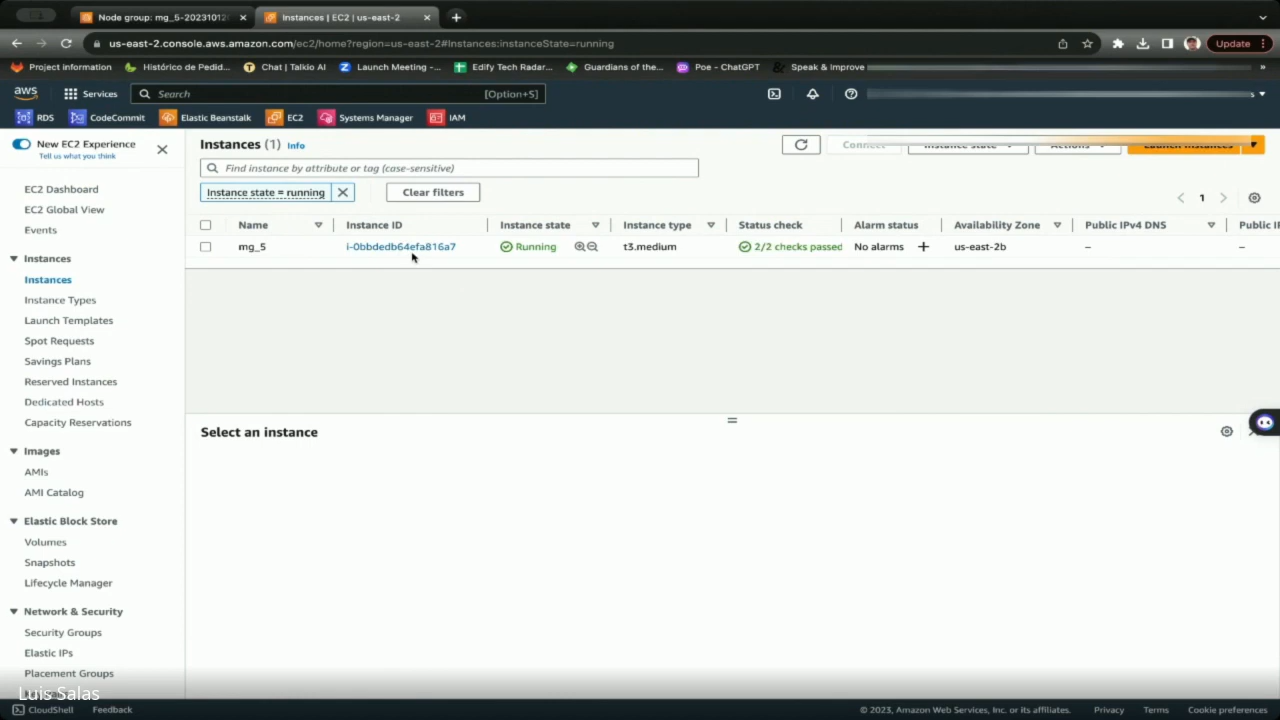 Node group: mg_5-2023101
Instances | EC2 | us-east-2
us-east-2.console.aws.amazon.com/ec2/home?region=us-east-2#Instances:instanceState=running
Update
Project information
Histórico de Pedid...
Chat | Talkio AI
Launch Meeting -...
Edify Tech Radar...
Guardians of the...
Poe - ChatGPT
Speak & Improve
»
aws
Services
Search
[Option+S]
RDS
CodeCommit
Elastic Beanstalk
EC2
Systems Manager
IAM
New EC2 Experience
Tell us what you think
EC2 Dashboard
EC2 Global View
Events
Instances
Instances
Instance Types
Launch Templates
Spot Requests
Savings Plans
Reserved Instances
Dedicated Hosts
Capacity Reservations
Images
AMIs
AMI Catalog
Elastic Block Store
Volumes
Snapshots
Lifecycle Manager
Network & Security
Security Groups
Elastic IPs
Placement Groups
Instances (1) Info
Connect
Instance state
Actions
Launch instances
Find instance by attribute or tag (case-sensitive)
Instance state = running
Clear filters
1
Name Instance ID Instance state Instance type Status check Alarm status Availability Zone Public IPv4 DNS Public IP
mg_5 i-0bbdedb64efa816a7 Running t3.medium 2/2 checks passed No alarms us-east-2b – –
Select an instance
Luis Salas
CloudShell
Feedback
© 2023, Amazon Web Services, Inc. or its affiliates.
Privacy
Terms
Cookie preferences